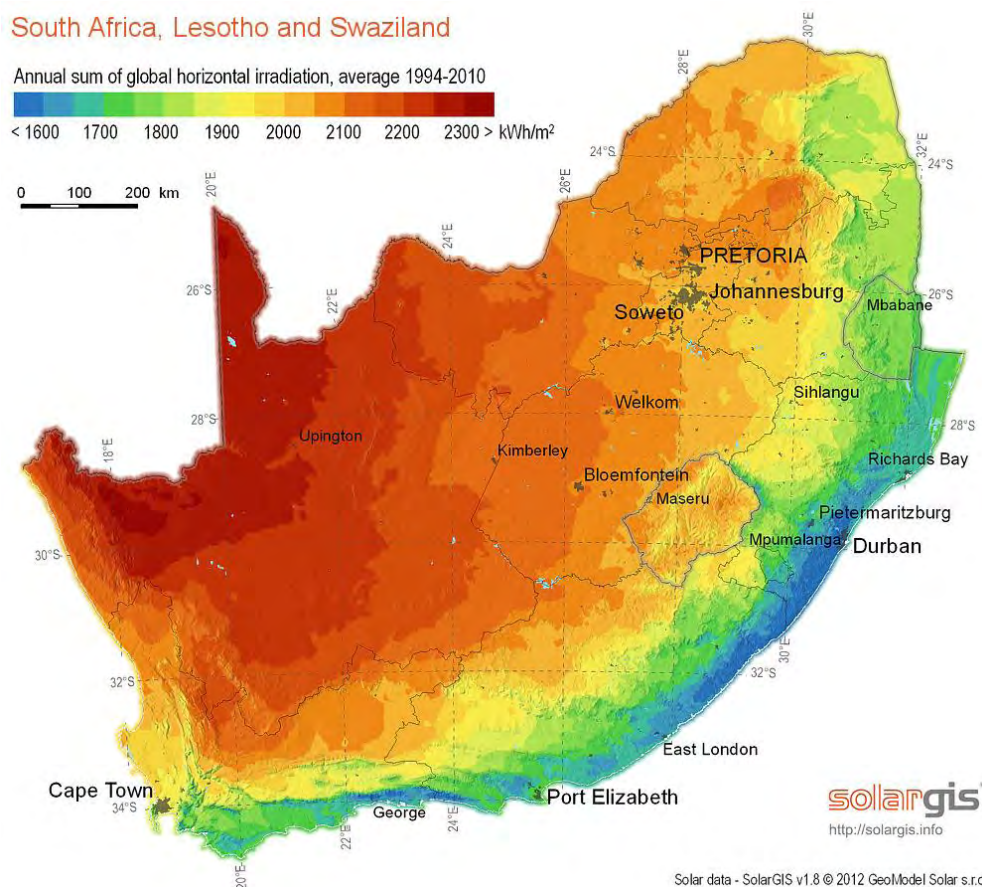 South Africa, Lesotho and Swaziland
Annual sum of global horizontal irradiation, average 1994-2010
< 1600 1700 1800 1900 2000 2100 2200 2300 > kWh/m²
0 100 200 km
30°E
28°E
32°E
24°S
24°S
20°E
26°E
24°E
PRETORIA
26°S
22°E
Johannesburg
26°S
Mbabane
Soweto
Sihlangu
Welkom
28°S
28°S
18°E
Upington
Kimberley
Richards Bay
Bloemfontein
Maseru
Pietermaritzburg
Mpumalanga
Durban
30°S
30°E
32°S
32°S
East London
Cape Town
Port Elizabeth
34°S
George
24°E
22°E
20°E
solargis
http://solargis.info
Solar data - SolarGIS v1.8 © 2012 GeoModel Solar s.r.o